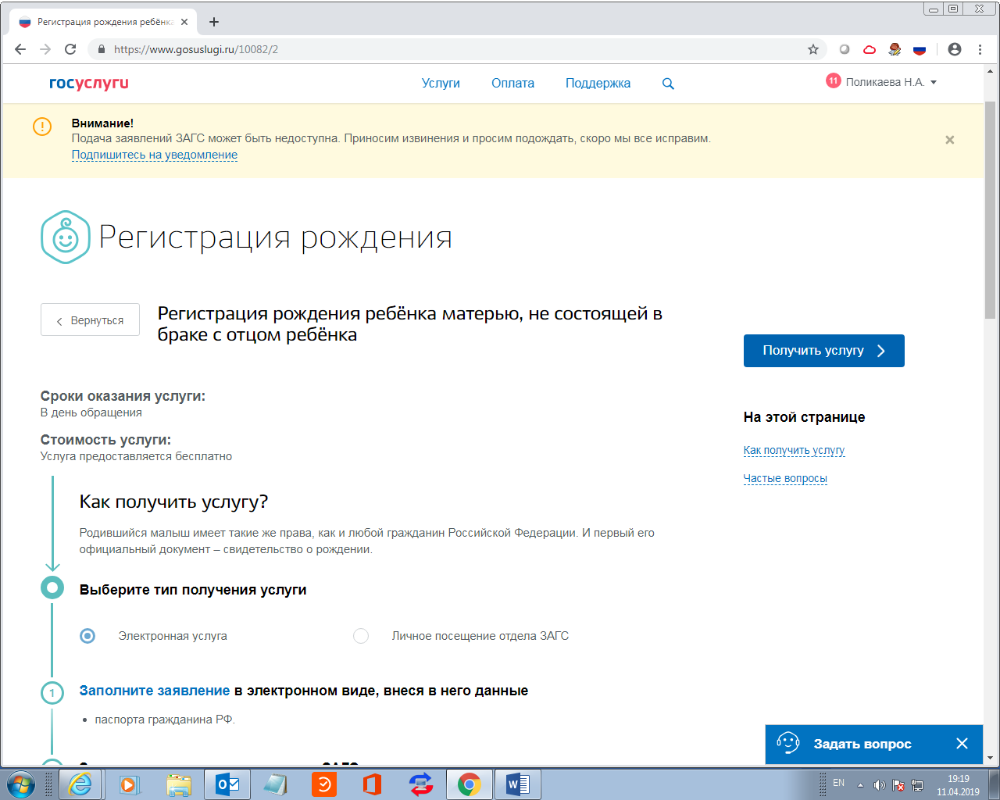 Регистрация рождения ребёнка
https://www.gosuslugi.ru/10082/2
госуслуги
Услуги
Оплата
Поддержка
11
Поликаева Н.А.
Внимание!
Подача заявлений ЗАГС может быть недоступна. Приносим извинения и просим подождать, скоро мы все исправим.
Подпишитесь на уведомление
Регистрация рождения
Вернуться
Регистрация рождения ребёнка матерью, не состоящей в
браке с отцом ребёнка
Получить услугу
Сроки оказания услуги:
В день обращения
Стоимость услуги:
Услуга предоставляется бесплатно
На этой странице
Как получить услугу
Частые вопросы
Как получить услугу?
Родившийся малыш имеет такие же права, как и любой гражданин Российской Федерации. И первый его
официальный документ – свидетельство о рождении.
Выберите тип получения услуги
Электронная услуга
Личное посещение отдела ЗАГС
1
Заполните заявление в электронном виде, внеся в него данные
• паспорта гражданина РФ.
Задать вопрос
EN
19:19
11.04.2019